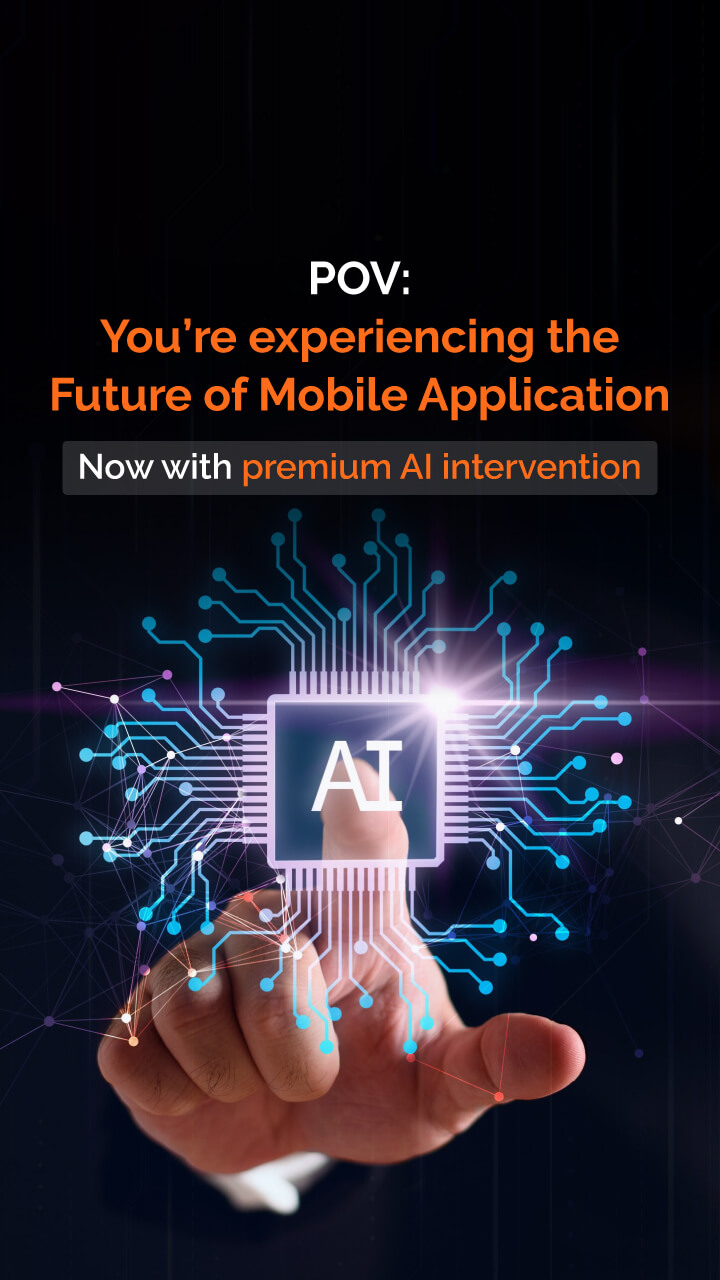 POV:
You’re experiencing the
Future of Mobile Application
Now with premium AI intervention
AI